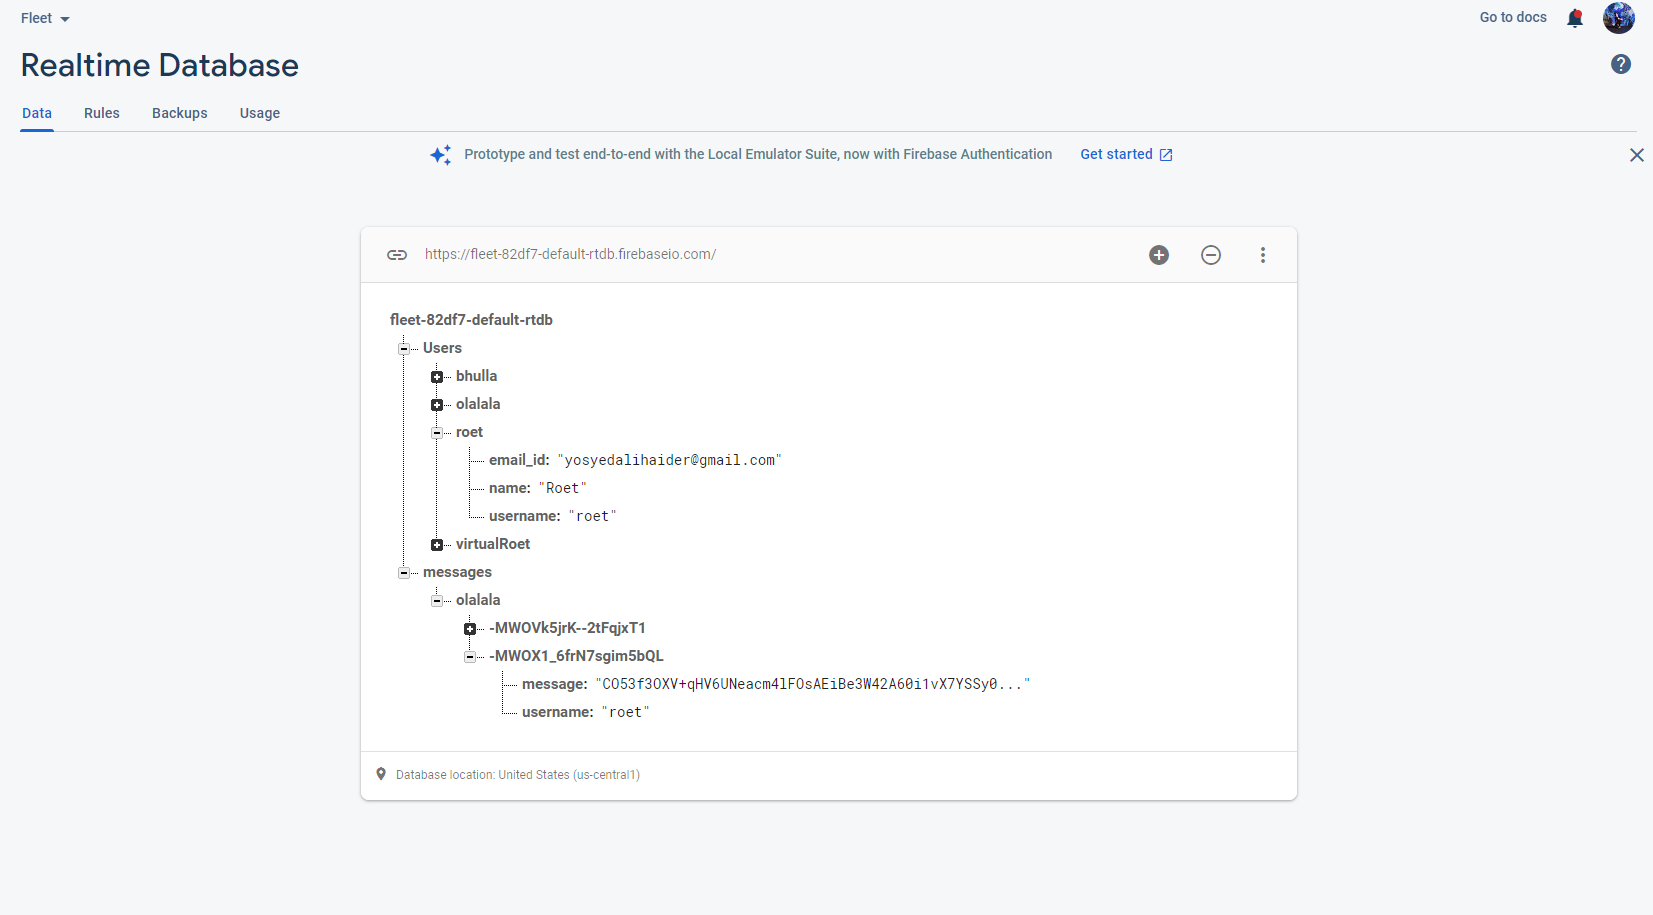 Fleet
Go to docs
Realtime Database
Data Rules Backups Usage
Prototype and test end-to-end with the Local Emulator Suite, now with Firebase Authentication Get started
https://fleet-82df7-default-rtdb.firebaseio.com/
fleet-82df7-default-rtdb
Users
bhulla
olalala
roet
email_id: "yosyedalihaider@gmail.com"
name: "Roet"
username: "roet"
virtualRoet
messages
olalala
-MWOVk5jrK--2tFqjxT1
-MWOX1_6frN7sgim5bQL
message: "CO53f3OXV+qHV6UNeacm4lFOsAEiBe3W42A60i1vX7YSSy0..."
username: "roet"
Database location: United States (us-central1)